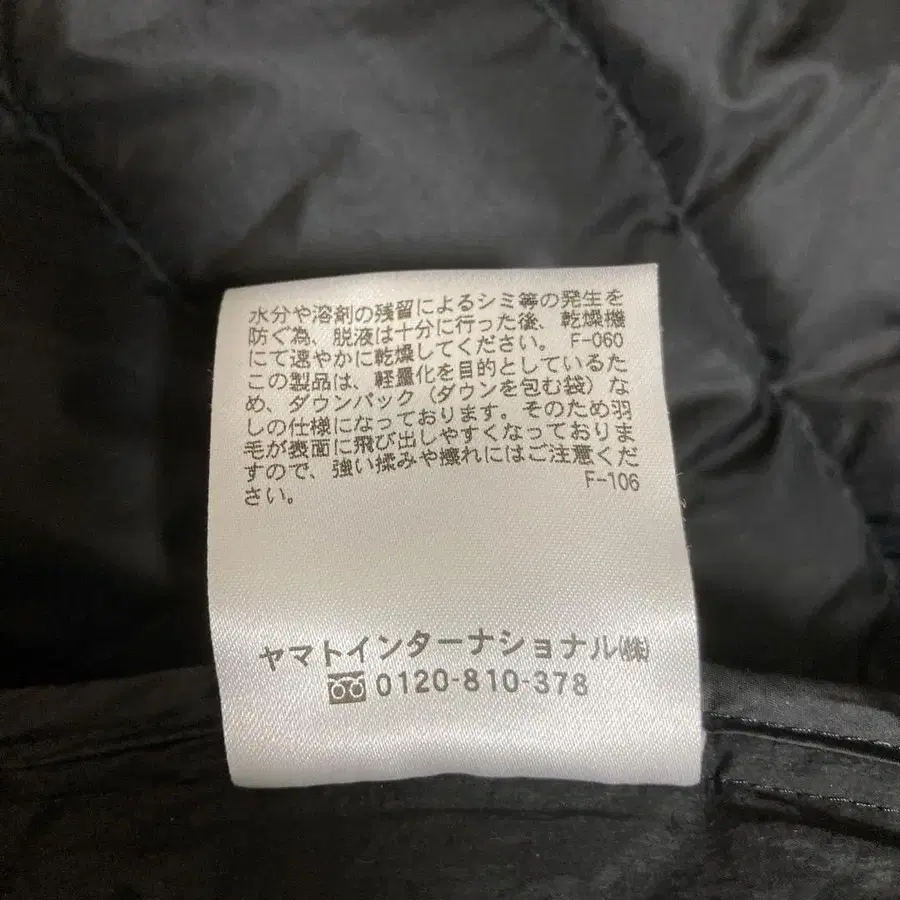 水分や溶剤の残留によるシミ等の発生を
防ぐ為、脱液は十分に行った後、乾燥機
にて速やかに乾燥してください。 F-060
この製品は、軽量化を目的としているた
め、ダウンパック(ダウンを包む袋)な
しの仕様になっております。そのため羽
毛が表面に飛び出しやすくなっておりま
すので、強い揉みや擦れにはご注意くだ
さい。 F-106
ヤマトインターナショナル㈱
0120-810-378